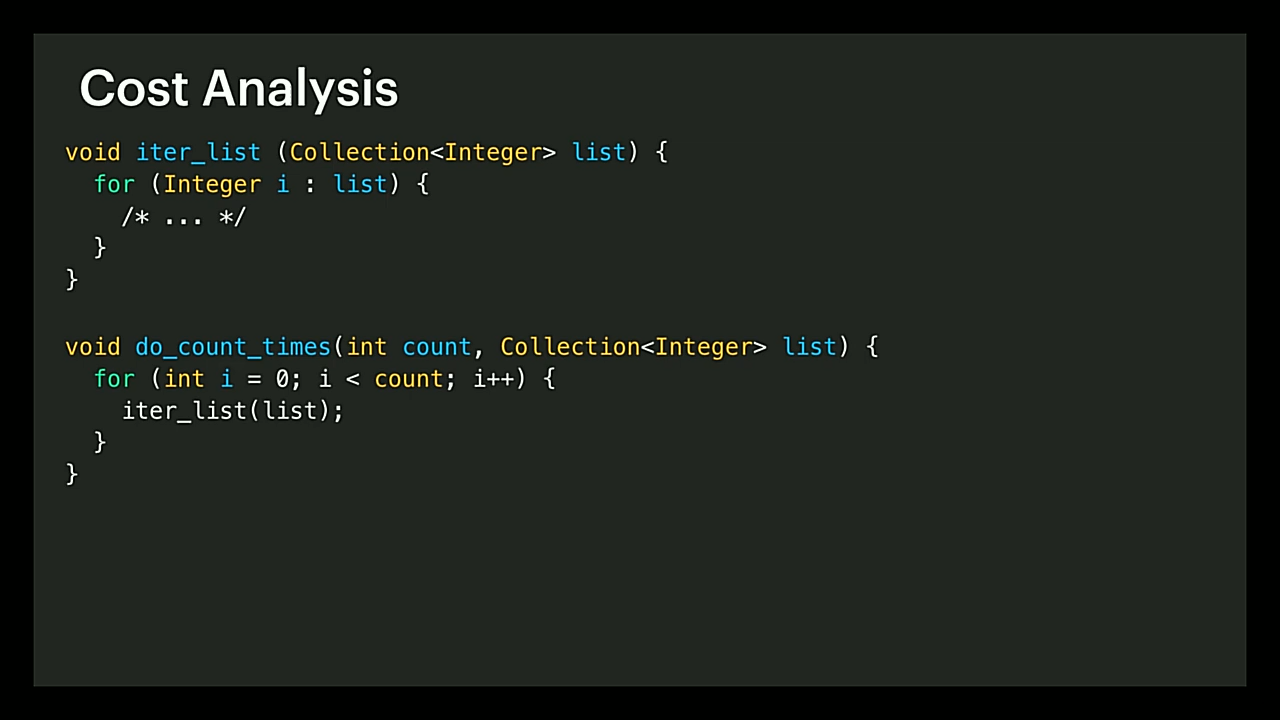 Cost Analysis
void iter_list (Collection<Integer> list) {
  for (Integer i : list) {
    /* ... */
  }
}
void do_count_times(int count, Collection<Integer> list) {
  for (int i = 0; i < count; i++) {
    iter_list(list);
  }
}